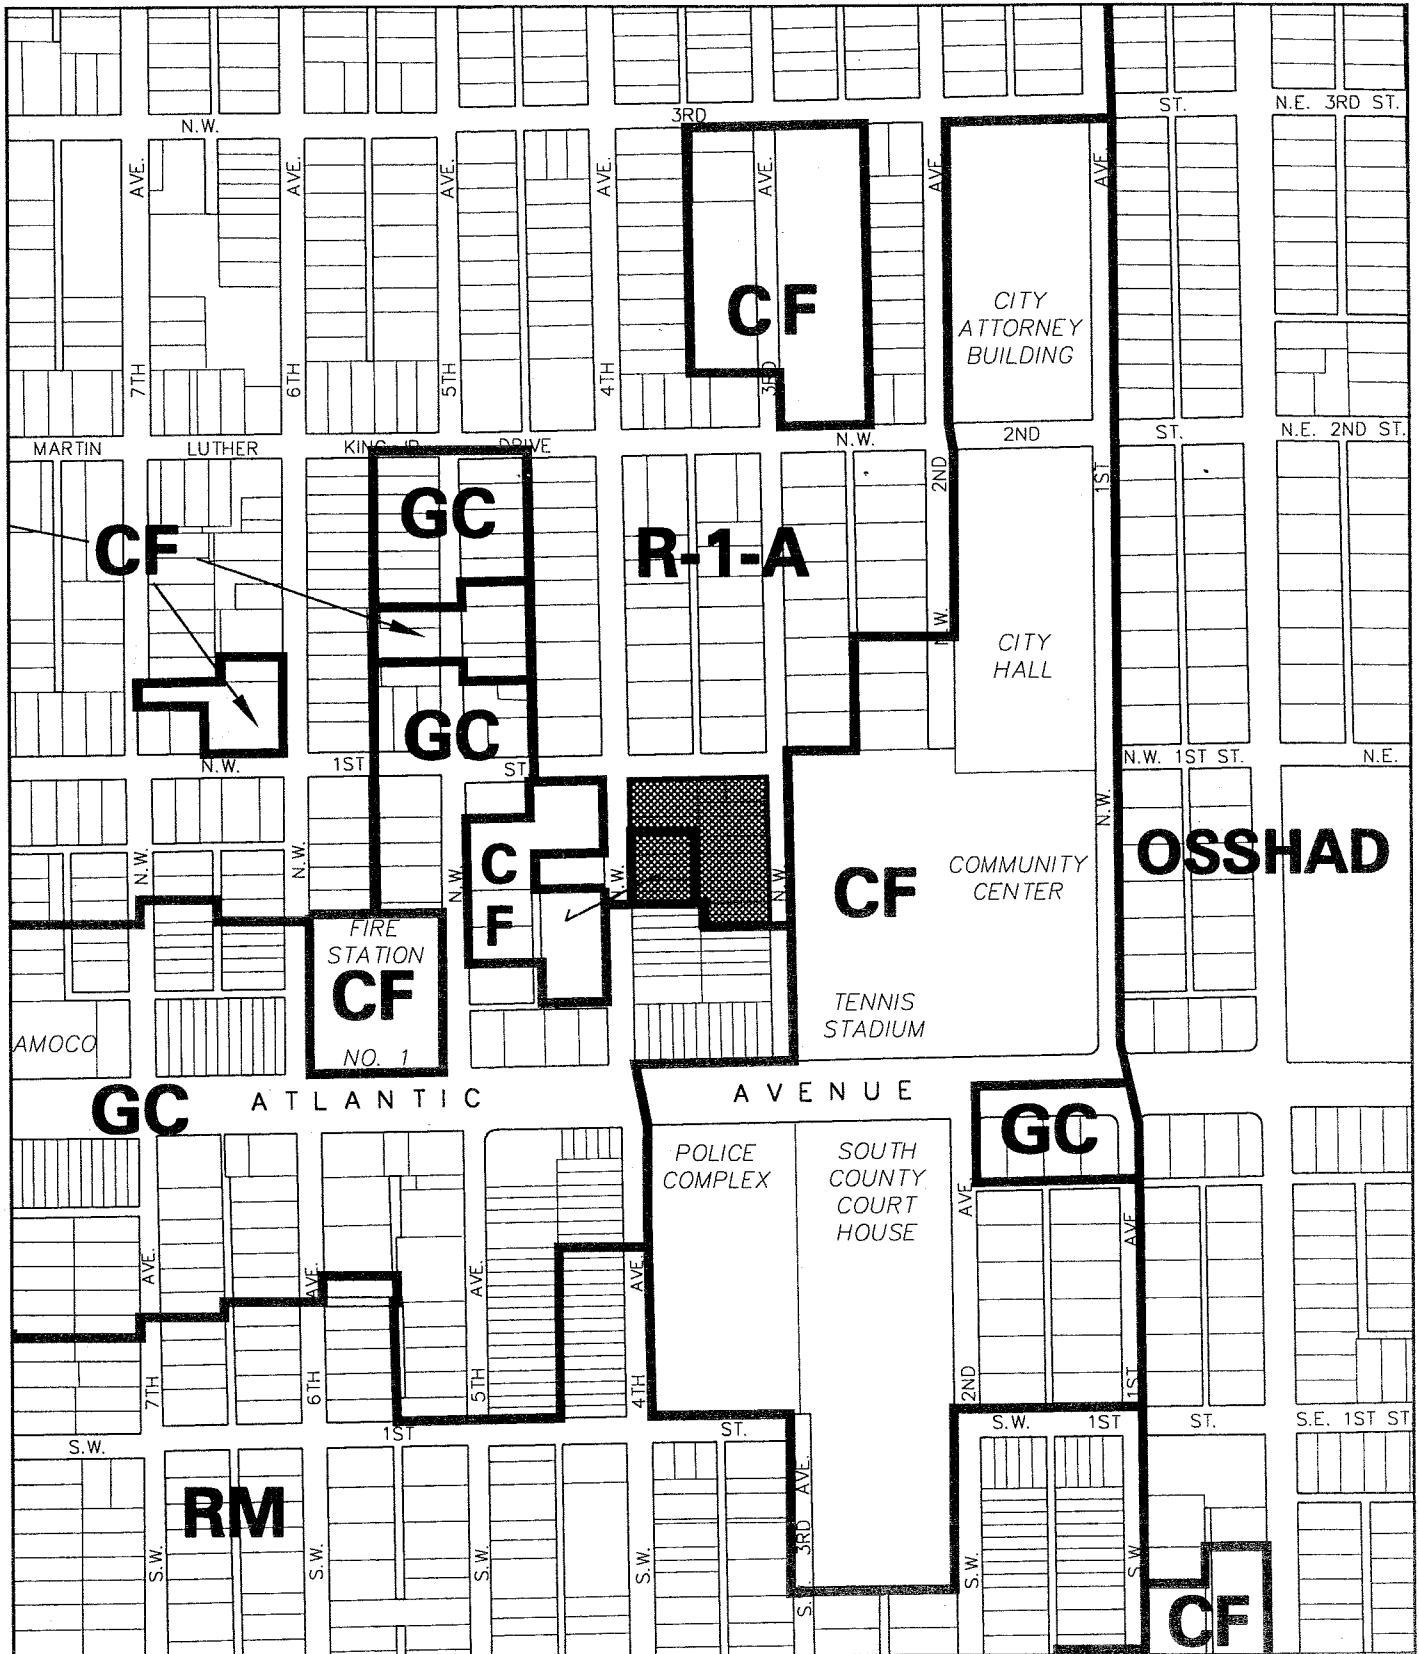 3RD
ST.
N.E. 3RD ST.
N.W.
AVE.
AVE.
AVE.
AVE.
AVE.
AVE.
AVE.
CF
CITY
ATTORNEY
BUILDING
7TH
6TH
5TH
4TH
3RD
MARTIN
LUTHER
KING JR.
DRIVE
N.W.
2ND
ST.
N.E. 2ND ST.
2ND
1ST
GC
CF
R-1-A
N.W.
CITY
HALL
GC
N.W.
1ST
ST.
N.W. 1ST ST.
N.E.
N.W.
N.W.
N.W.
N.W.
N.W.
N.W.
C
F
CF
COMMUNITY
CENTER
OSSHAD
FIRE
STATION
CF
NO. 1
TENNIS
STADIUM
AMOCO
GC
ATLANTIC
AVENUE
GC
POLICE
COMPLEX
SOUTH
COUNTY
COURT
HOUSE
AVE.
AVE.
AVE.
AVE.
AVE.
AVE.
7TH
6TH
5TH
4TH
2ND
1ST
S.W.
1ST
ST.
S.W.
1ST
ST.
S.E. 1ST ST.
AVE.
3RD
RM
S.W.
S.W.
S.W.
S.W.
S.
S.W.
S.W.
CF